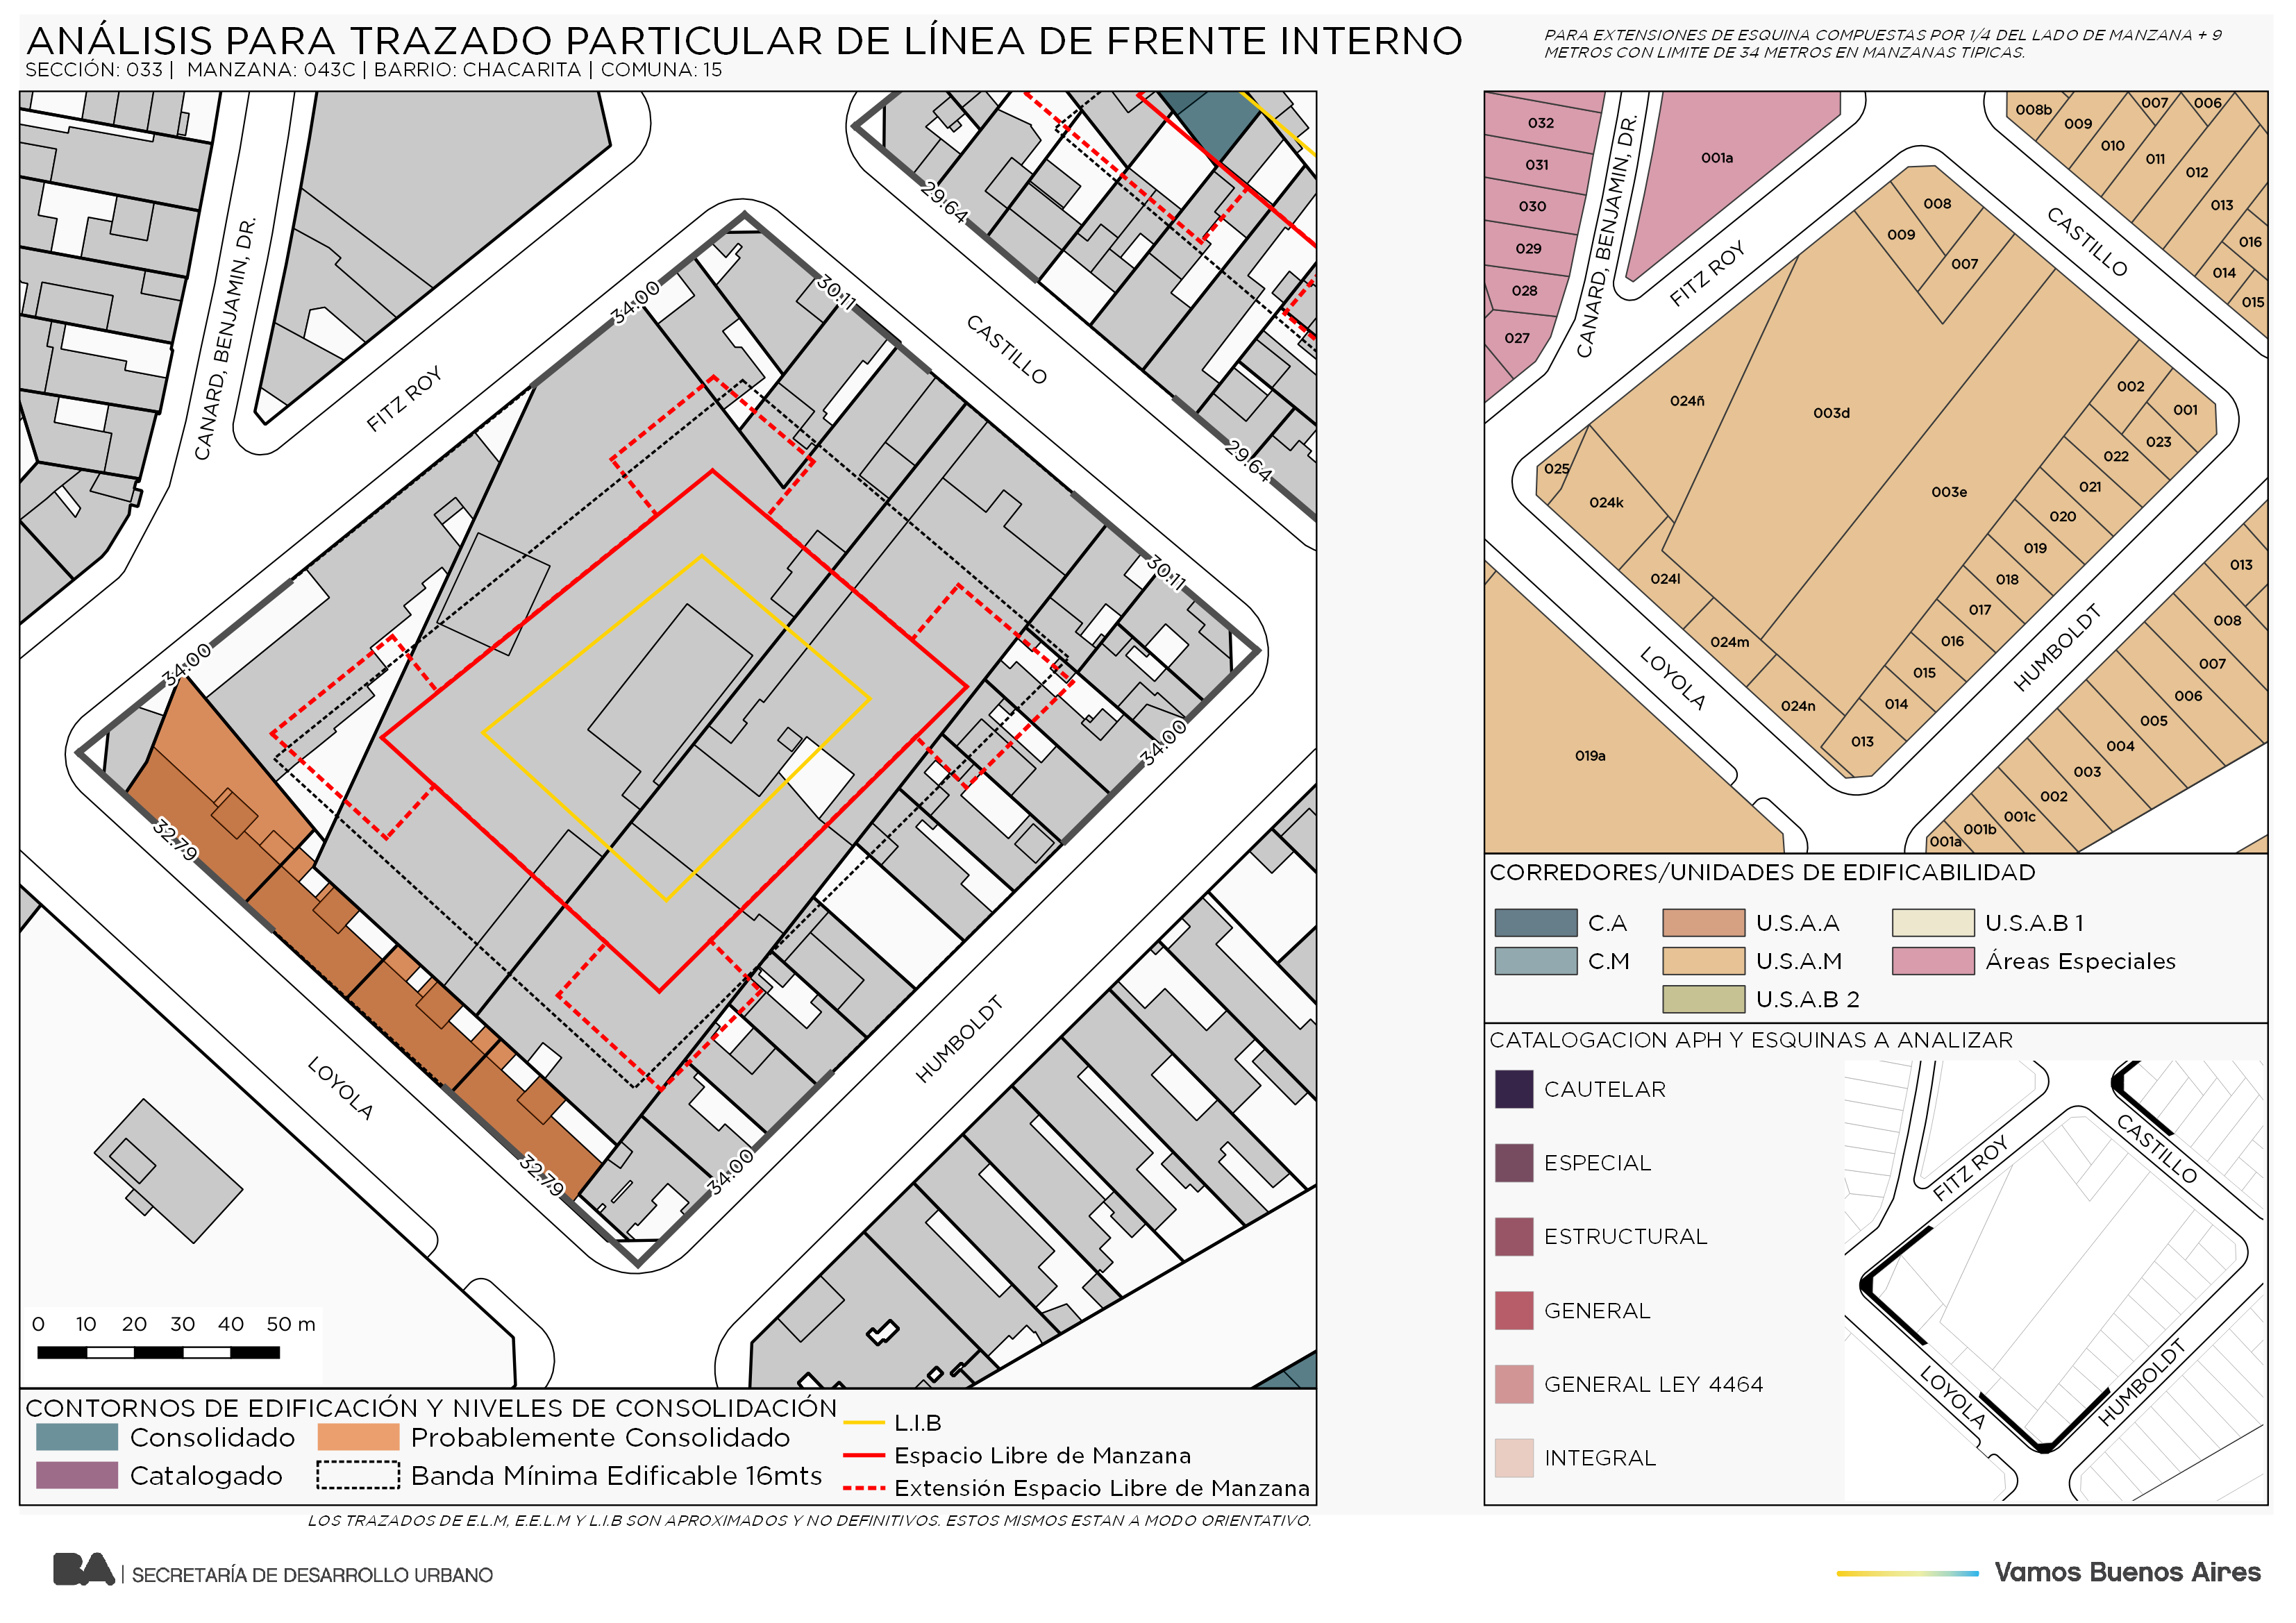 ANÁLISIS PARA TRAZADO PARTICULAR DE LÍNEA DE FRENTE INTERNO
SECCIÓN: 033 | MANZANA: 043C | BARRIO: CHACARITA | COMUNA: 15
PARA EXTENSIONES DE ESQUINA COMPUESTAS POR 1/4 DEL LADO DE MANZANA + 9
METROS CON LIMITE DE 34 METROS EN MANZANAS TIPICAS.
CANARD, BENJAMIN, DR.
FITZ ROY
CASTILLO
LOYOLA
HUMBOLDT
29.64
29.64
34.00
30.11
30.11
34.00
34.00
32.79
32.79
34.00
0 10 20 30 40 50 m
CONTORNOS DE EDIFICACIÓN Y NIVELES DE CONSOLIDACIÓN
Consolidado
Probablemente Consolidado
Catalogado
Banda Mínima Edificable 16mts
L.I.B
Espacio Libre de Manzana
Extensión Espacio Libre de Manzana
LOS TRAZADOS DE E.L.M, E.E.L.M Y L.I.B SON APROXIMADOS Y NO DEFINITIVOS. ESTOS MISMOS ESTAN A MODO ORIENTATIVO.
032
031
030
029
028
027
001a
CANARD, BENJAMIN, DR.
FITZ ROY
CASTILLO
LOYOLA
HUMBOLDT
008b
009
010
007
006
011
012
013
016
014
015
008
009
007
024ñ
003d
003e
025
024k
024l
024m
024n
002
001
023
022
021
020
019
018
017
016
015
014
013
019a
013
008
007
006
005
004
003
002
001c
001b
001a
CORREDORES/UNIDADES DE EDIFICABILIDAD
C.A
U.S.A.A
U.S.A.B 1
C.M
U.S.A.M
Áreas Especiales
U.S.A.B 2
CATALOGACION APH Y ESQUINAS A ANALIZAR
CAUTELAR
ESPECIAL
ESTRUCTURAL
GENERAL
GENERAL LEY 4464
INTEGRAL
FITZ ROY
CASTILLO
LOYOLA
HUMBOLDT
BA | SECRETARÍA DE DESARROLLO URBANO
Vamos Buenos Aires